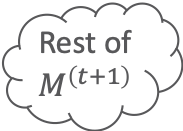 Rest of
M^{(t+1)}